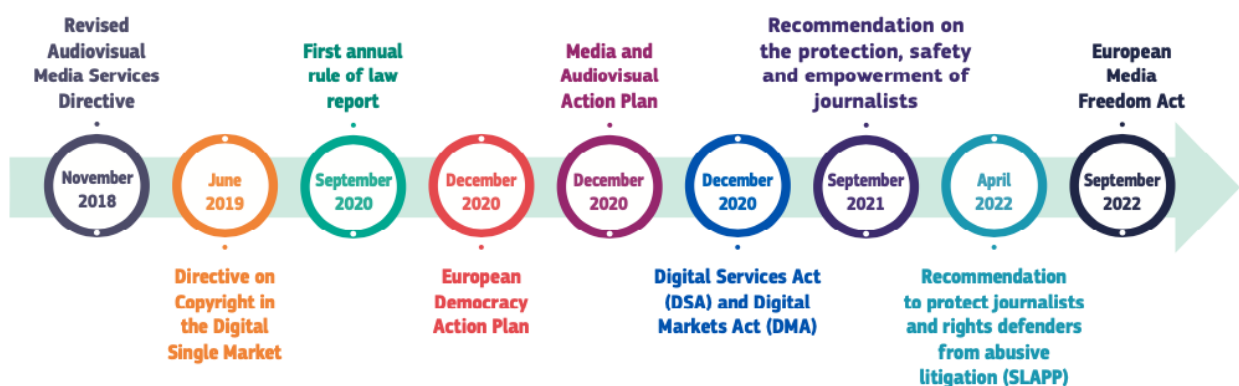 Revised
Audiovisual
Media Services
Directive
November
2018
June
2019
Directive on
Copyright in
the Digital
Single Market
First annual
rule of law
report
September
2020
December
2020
European
Democracy
Action Plan
Media and
Audiovisual
Action Plan
December
2020
December
2020
Digital Services Act
(DSA) and Digital
Markets Act (DMA)
Recommendation on
the protection, safety
and empowerment of
journalists
September
2021
April
2022
Recommendation
to protect journalists
and rights defenders
from abusive
litigation (SLAPP)
European
Media
Freedom Act
September
2022